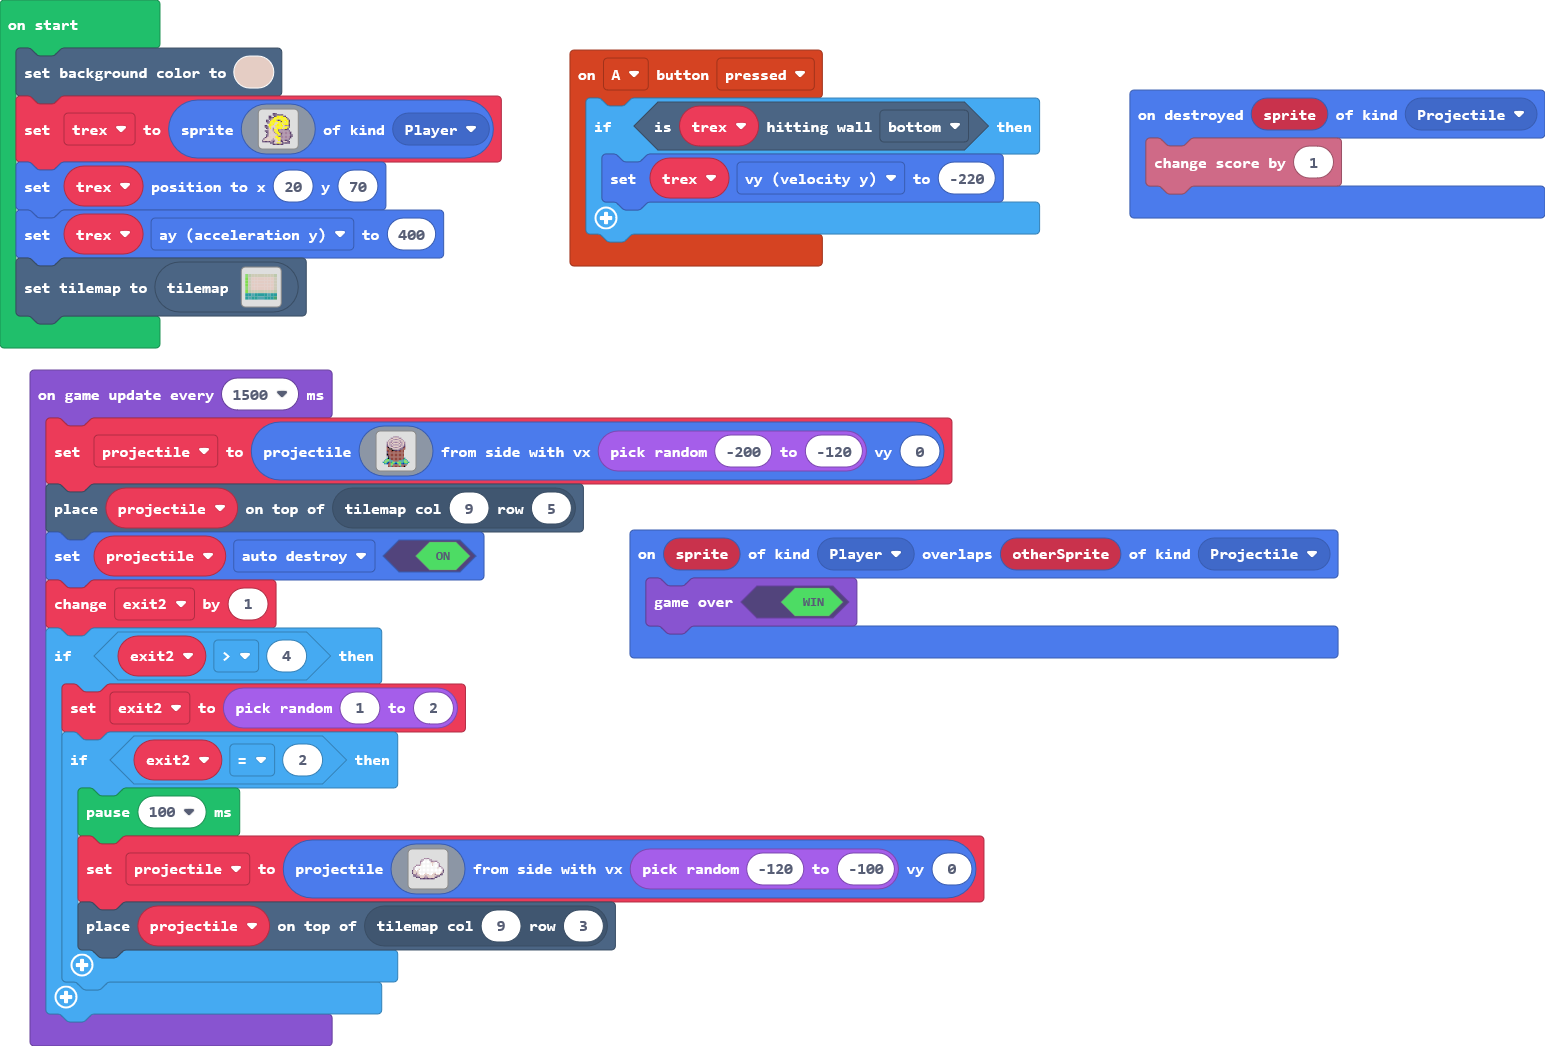 on start
set background color to
set trex to sprite of kind Player
set trex position to x 20 y 70
set trex ay (acceleration y) to 400
set tilemap to tilemap
on A button pressed
if is trex hitting wall bottom then
set trex vy (velocity y) to -220
on destroyed sprite of kind Projectile
change score by 1
on game update every 1500 ms
set projectile to projectile from side with vx pick random -200 to -120 vy 0
place projectile on top of tilemap col 9 row 5
set projectile auto destroy ON
change exit2 by 1
if exit2 > 4 then
set exit2 to pick random 1 to 2
if exit2 = 2 then
pause 100 ms
set projectile to projectile from side with vx pick random -120 to -100 vy 0
place projectile on top of tilemap col 9 row 3
on sprite of kind Player overlaps otherSprite of kind Projectile
game over WIN